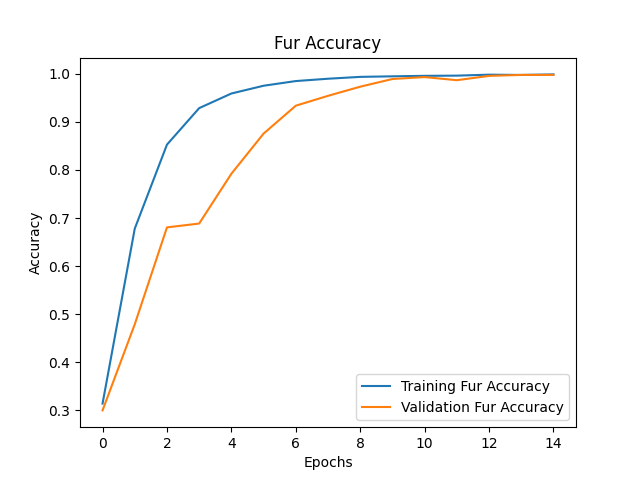 Fur Accuracy
1.0
0.9
0.8
0.7
0.6
0.5
0.4
0.3
Accuracy
Training Fur Accuracy
Validation Fur Accuracy
0 2 4 6 8 10 12 14
Epochs